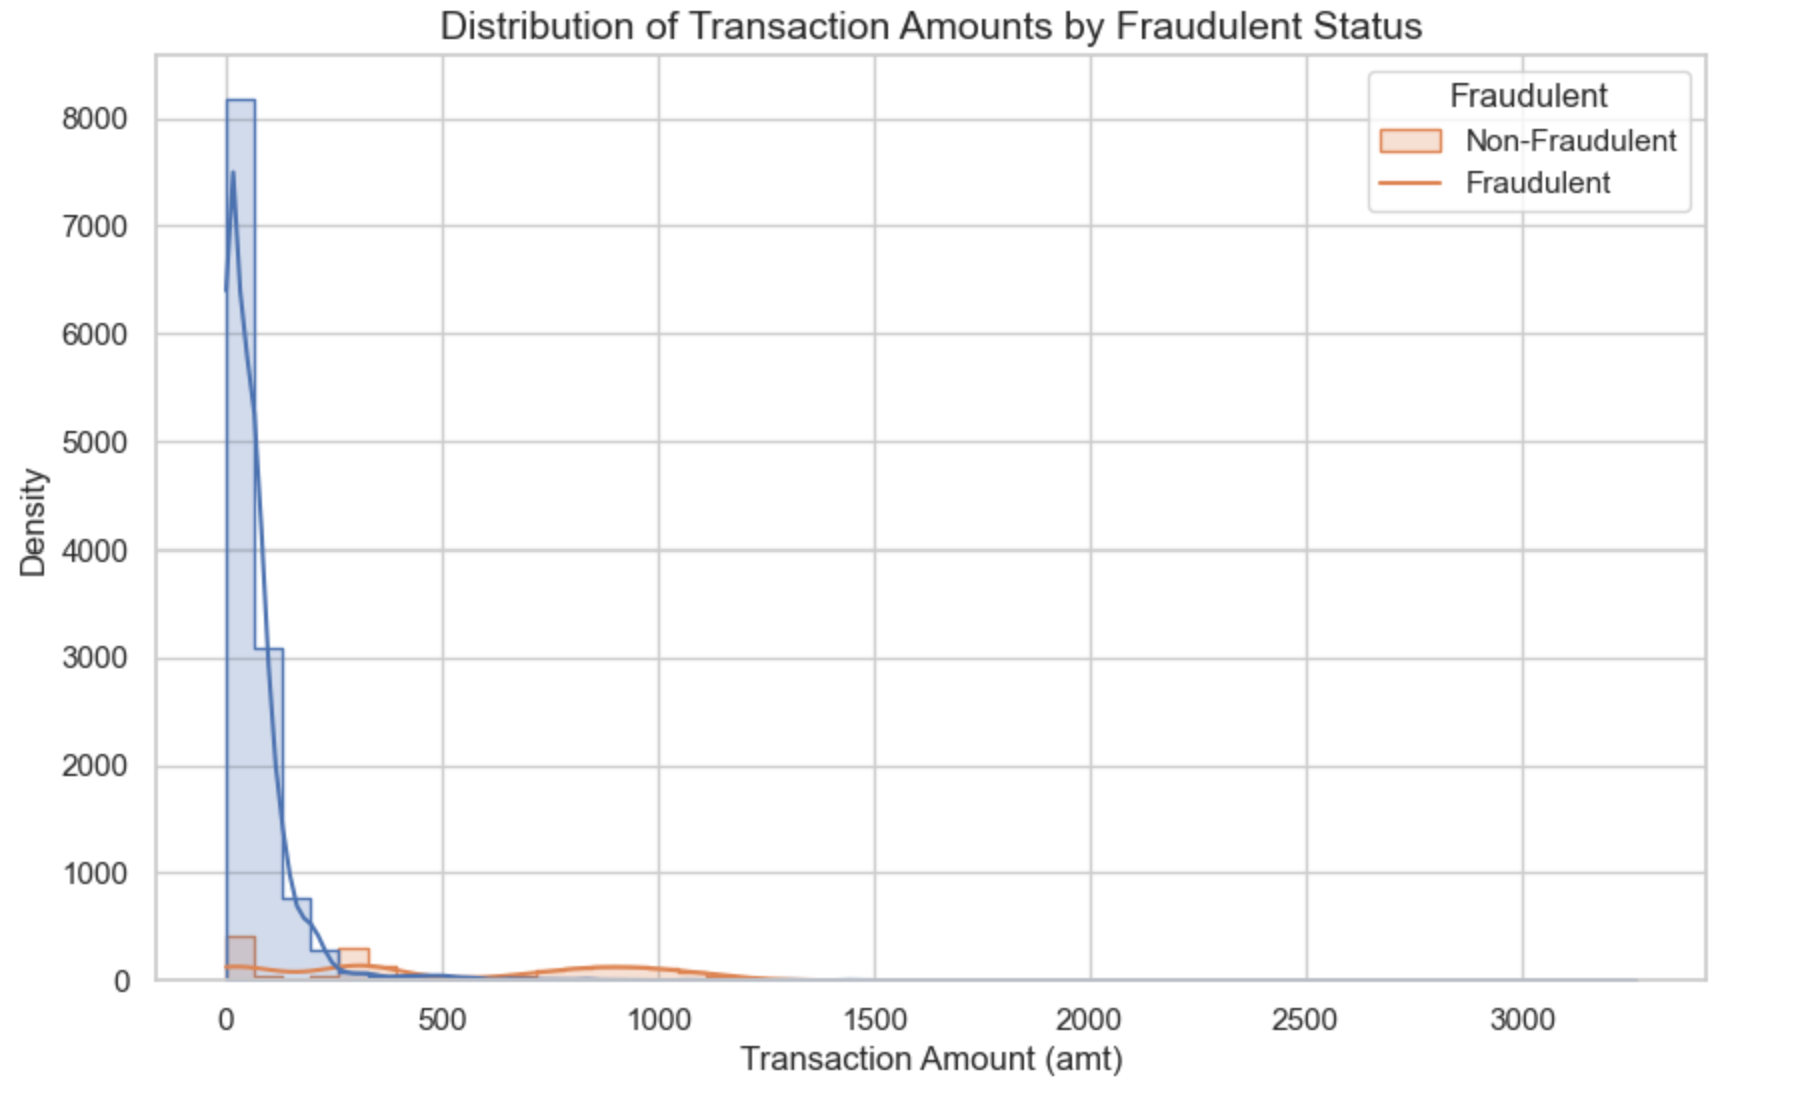 Distribution of Transaction Amounts by Fraudulent Status
Fraudulent
Non-Fraudulent
Fraudulent
8000
7000
6000
5000
4000
3000
2000
1000
0
Density
0 500 1000 1500 2000 2500 3000
Transaction Amount (amt)